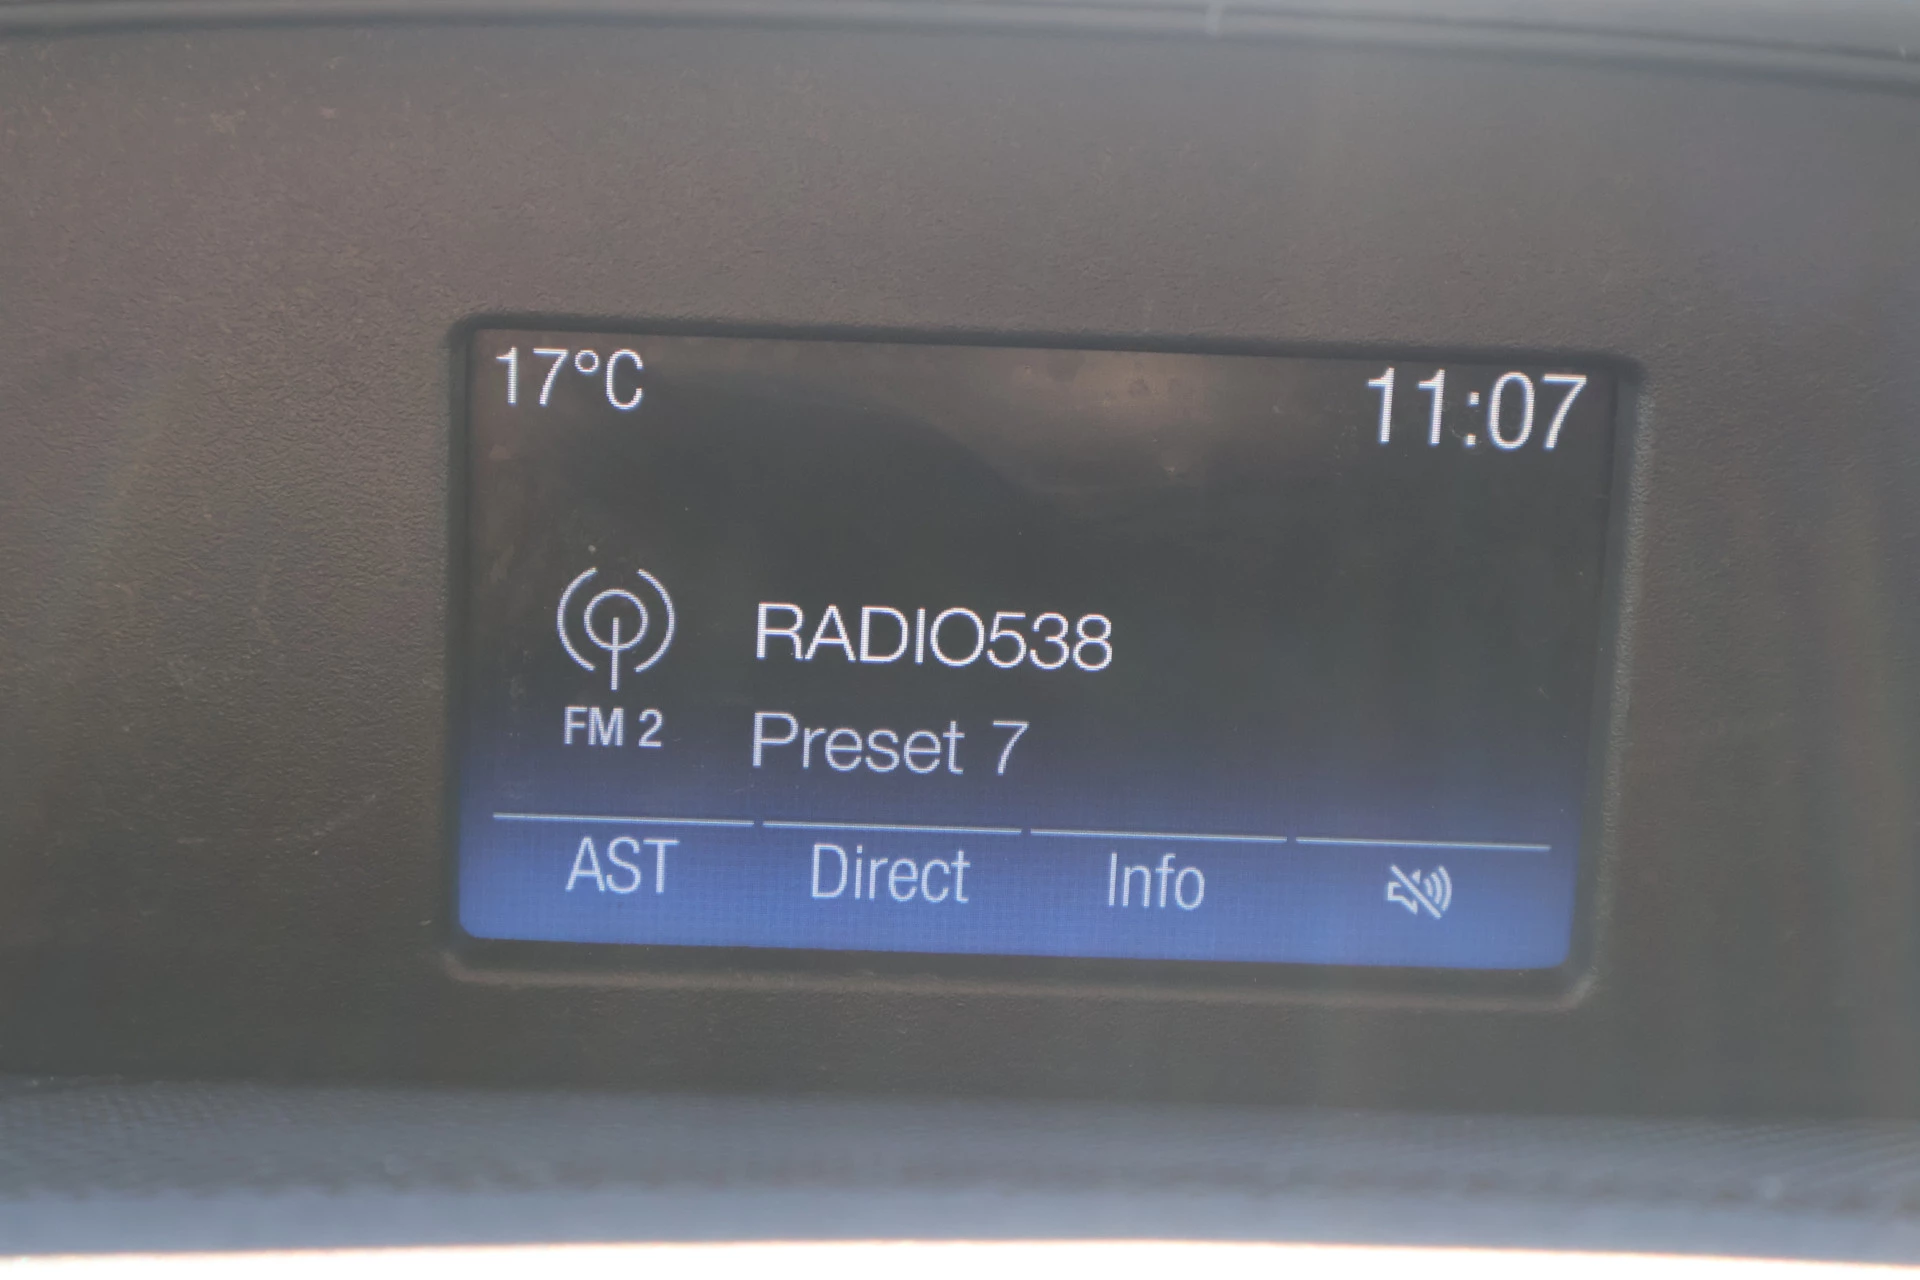 17°C 11:07
RADIO538
FM 2 Preset 7
AST Direct Info